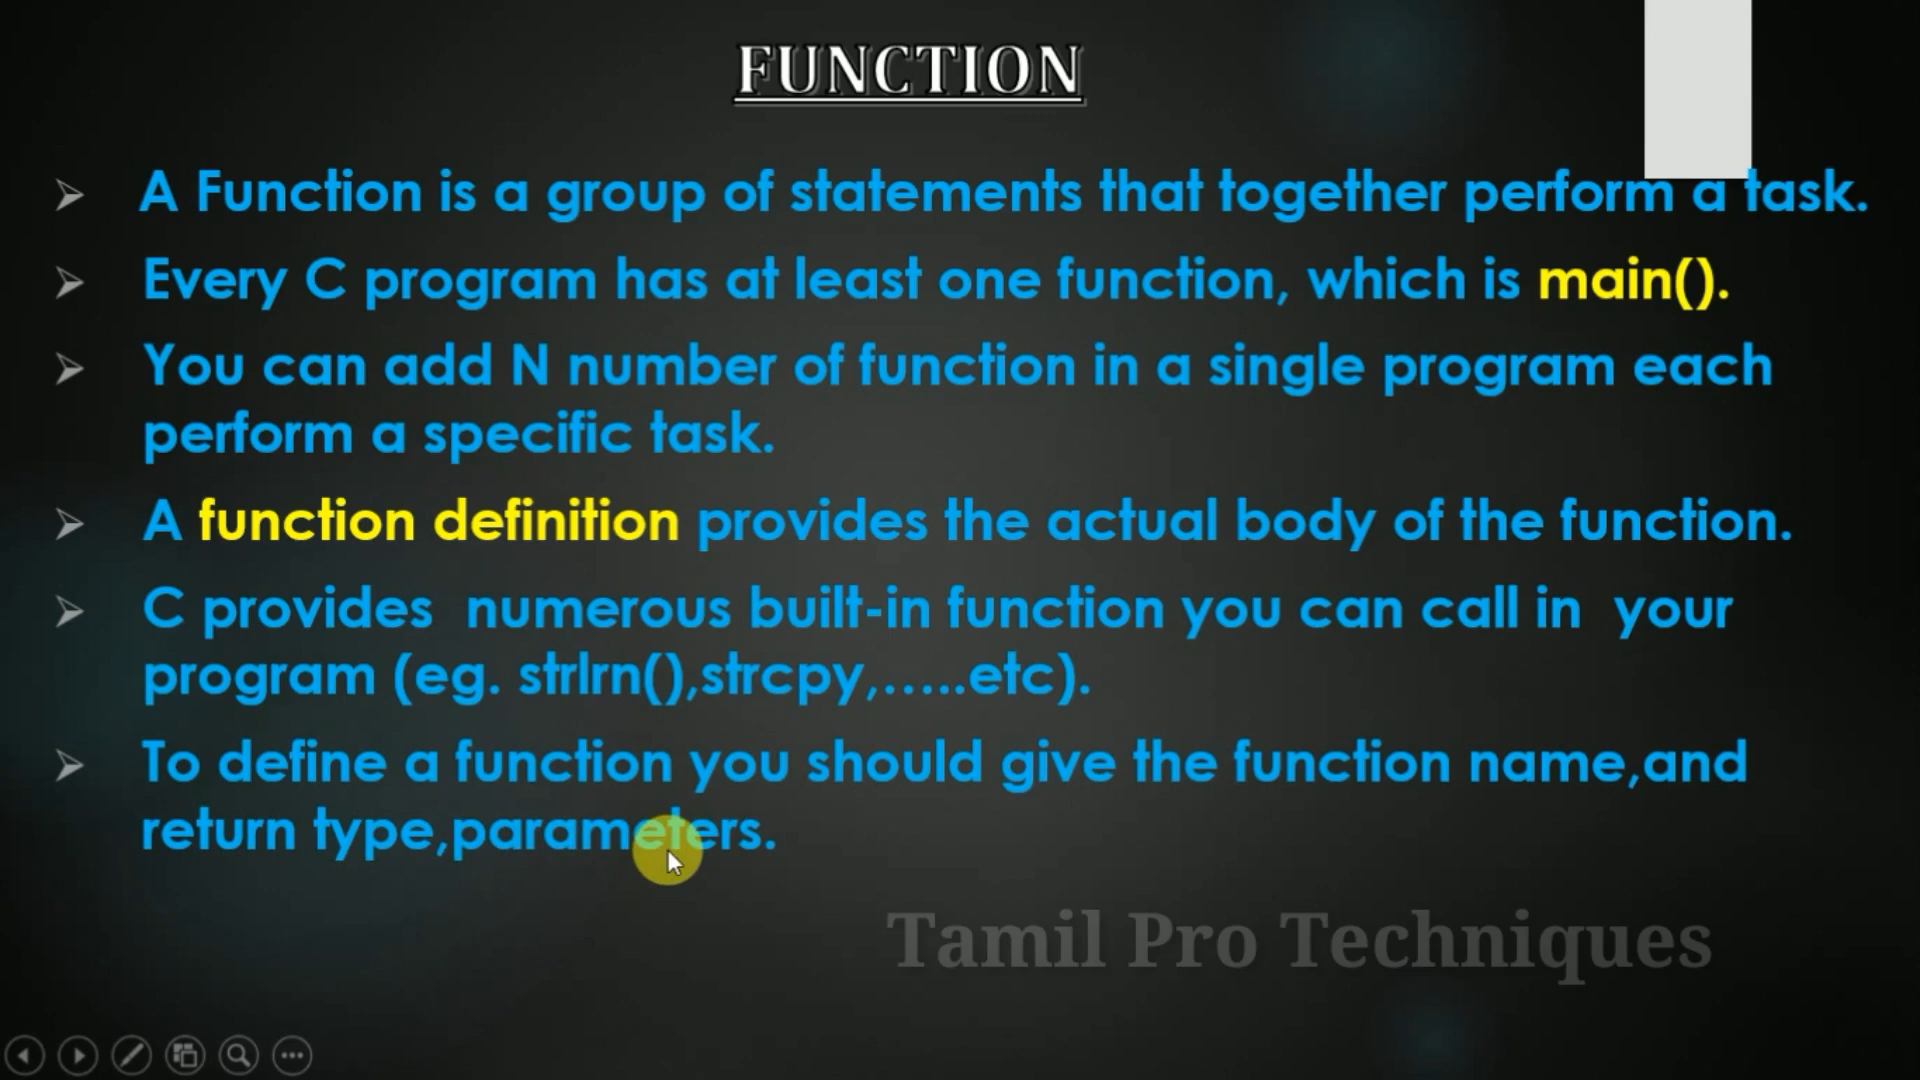 FUNCTION
A Function is a group of statements that together perform a task.
Every C program has at least one function, which is main().
You can add N number of function in a single program each
perform a specific task.
A function definition provides the actual body of the function.
C provides  numerous built-in function you can call in  your
program (eg. strlrn(),strcpy,.....etc).
To define a function you should give the function name,and
return type,parameters.
Tamil Pro Techniques